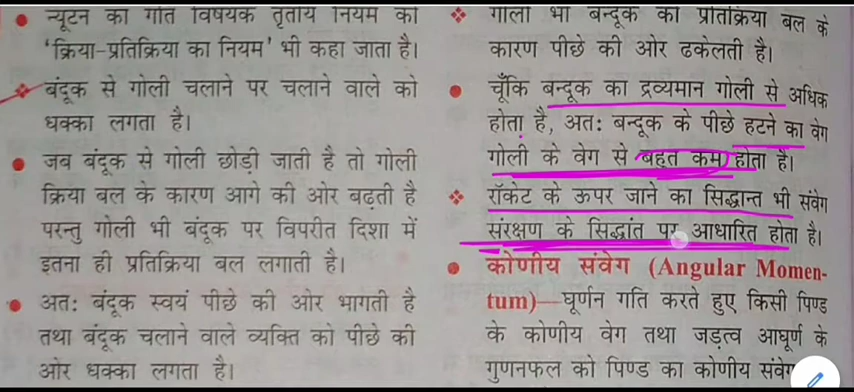 न्यूटन का गति विषयक तृतीय नियम को
'क्रिया-प्रतिक्रिया का नियम' भी कहा जाता है।
बंदूक से गोली चलाने पर चलाने वाले को
धक्का लगता है।
जब बंदूक से गोली छोड़ी जाती है तो गोली
क्रिया बल के कारण आगे की ओर बढ़ती है
परन्तु गोली भी बंदूक पर विपरीत दिशा में
इतना ही प्रतिक्रिया बल लगाती है।
अतः बंदूक स्वयं पीछे की ओर भागती है
तथा बंदूक चलाने वाले व्यक्ति को पीछे की
ओर धक्का लगता है।
गोली भी बन्दूक को प्रतिक्रिया बल के
कारण पीछे की ओर ढकेलती है।
चूँकि बन्दूक का द्रव्यमान गोली से अधिक
होता है, अतः बन्दूक के पीछे हटने का वेग
गोली के वेग से बहुत कम होता है।
रॉकेट के ऊपर जाने का सिद्धान्त भी संवेग
संरक्षण के सिद्धांत पर आधारित होता है।
कोणीय संवेग (Angular Momen-
tum)—घूर्णन गति करते हुए किसी पिण्ड
के कोणीय वेग तथा जड़त्व आघूर्ण के
गुणनफल को पिण्ड का कोणीय संवेग